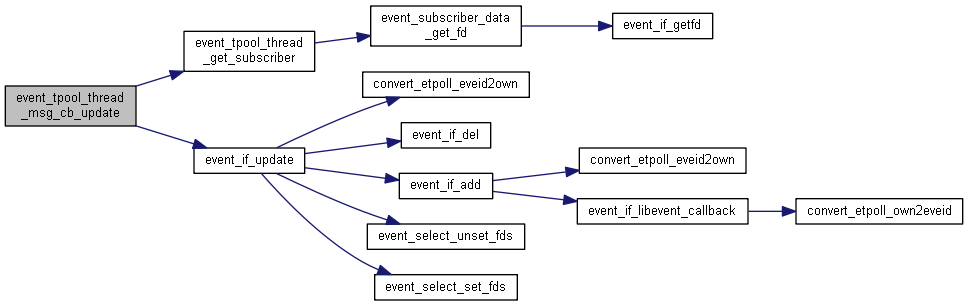 event_tpool_thread
_msg_cb_update
event_tpool_thread
_get_subscriber
event_subscriber_data
_get_fd
event_if_getfd
event_if_update
convert_etpoll_eveid2own
event_if_del
event_if_add
convert_etpoll_eveid2own
event_if_libevent_callback
convert_etpoll_own2eveid
event_select_unset_fds
event_select_set_fds